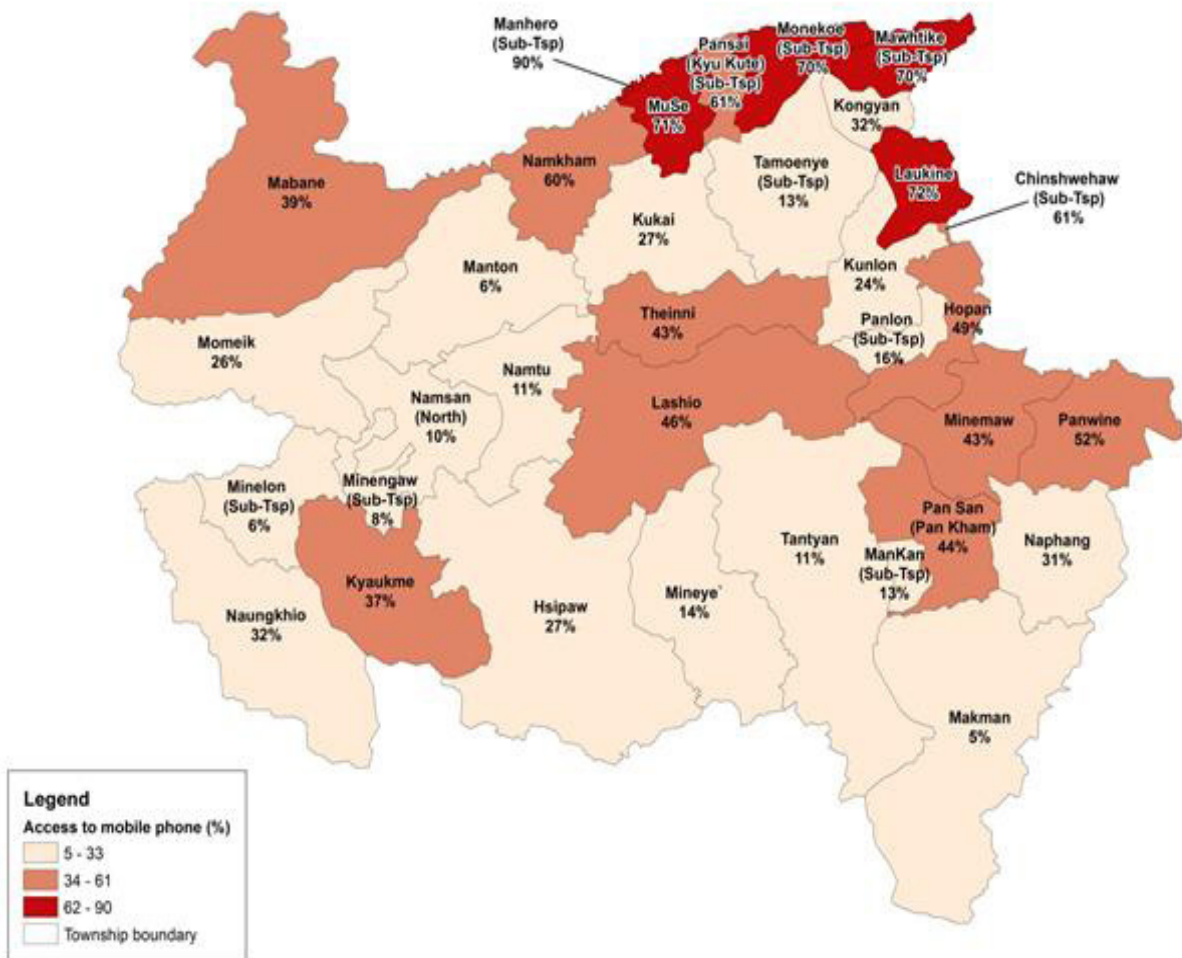 Manhero
(Sub-Tsp)
90%
Pansai
(Kyu Kute)
(Sub-Tsp)
61%
Monekoe
(Sub-Tsp)
70%
Mawhtike
(Sub-Tsp)
70%
MuSe
71%
Kongyan
32%
Namkham
60%
Tamoenye
(Sub-Tsp)
13%
Laukine
72%
Chinshwehaw
(Sub-Tsp)
61%
Mabane
39%
Kukai
27%
Manton
6%
Kunlon
24%
Theinni
43%
Hopan
49%
Panlon
(Sub-Tsp)
16%
Momeik
26%
Namtu
11%
Namsan
(North)
10%
Lashio
46%
Minemaw
43%
Panwine
52%
Minelon
(Sub-Tsp)
6%
Minengaw
(Sub-Tsp)
8%
Pan San
(Pan Kham)
44%
Tantyan
11%
ManKan
(Sub-Tsp)
13%
Naphang
31%
Kyaukme
37%
Naungkhio
32%
Hsipaw
27%
Mineye`
14%
Makman
5%
Legend
Access to mobile phone (%)
5 - 33
34 - 61
62 - 90
Township boundary